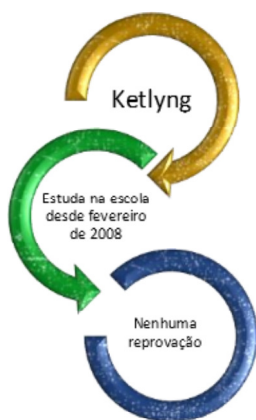 Ketlyng
Estuda na escola
desde fevereiro
de 2008
Nenhuma
reprovação